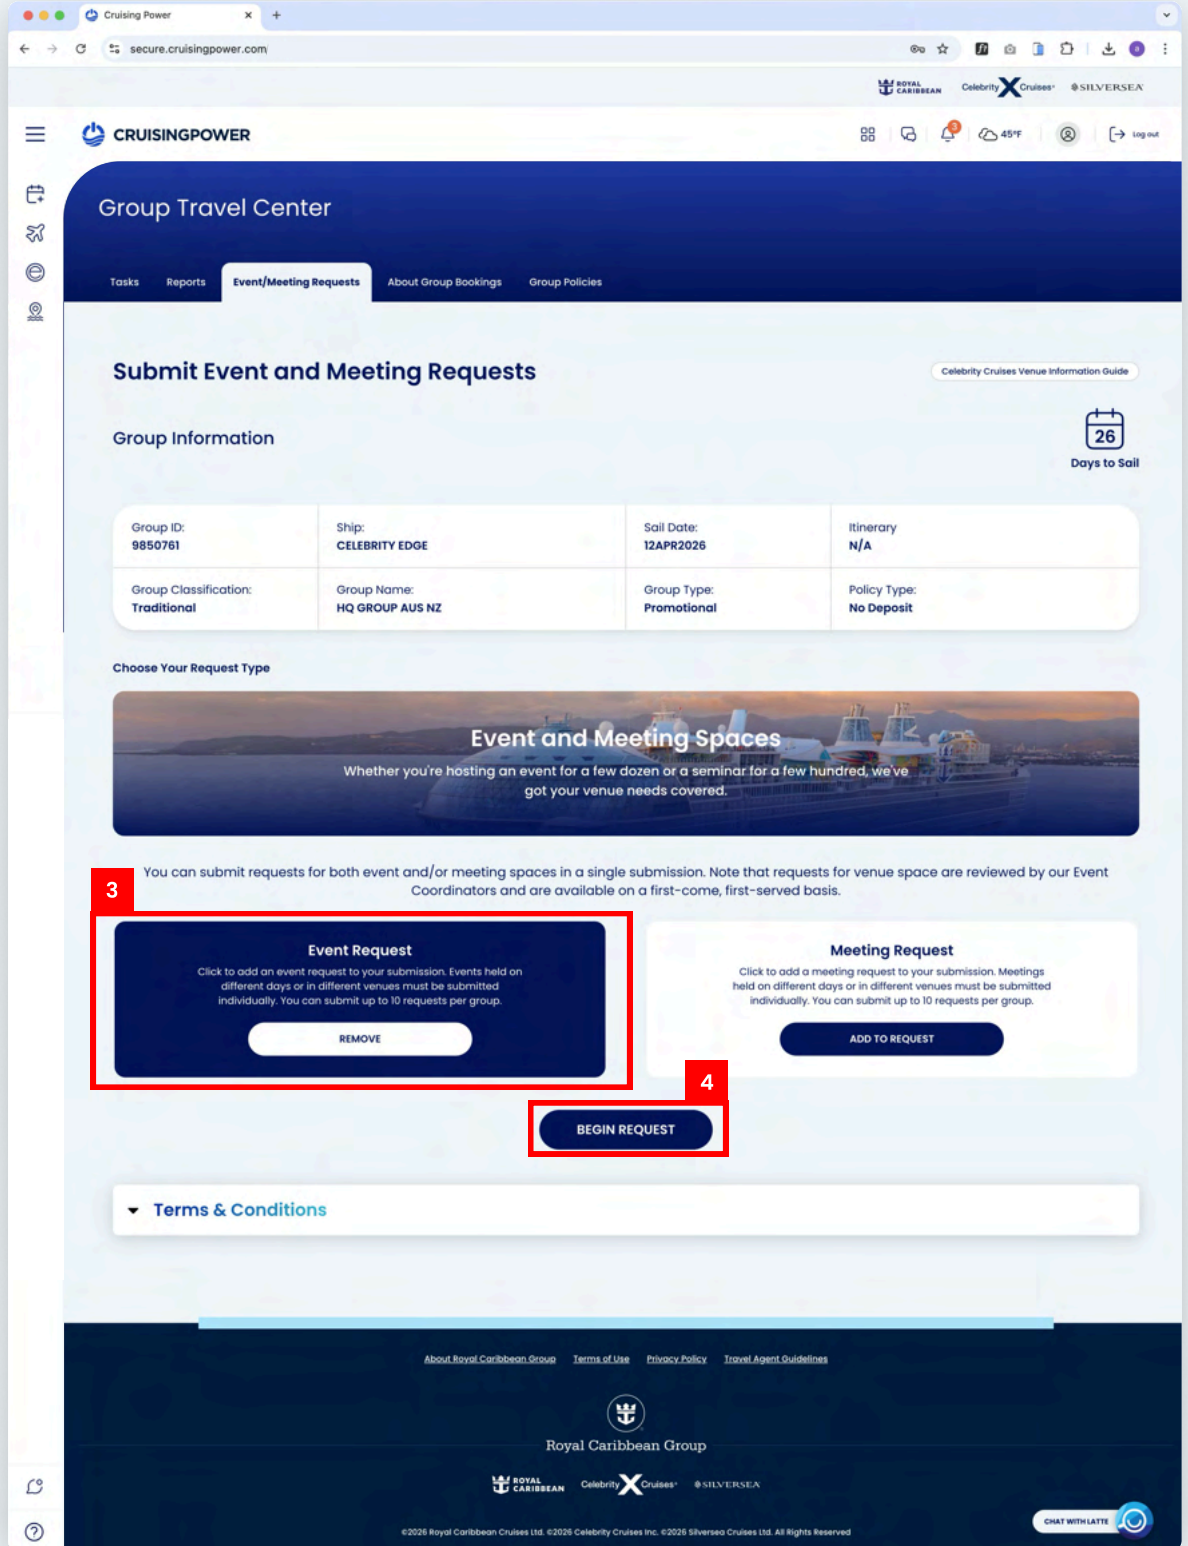 Cruising Power
secure.cruisingpower.com
ROYAL CARIBBEAN
Celebrity X Cruises
SILVERSEA
CRUISINGPOWER
3
45°F
Log out
Group Travel Center
Tasks
Reports
Event/Meeting Requests
About Group Bookings
Group Policies
Submit Event and Meeting Requests
Celebrity Cruises Venue Information Guide
Group Information
26
Days to Sail
Group ID:
9850761
Ship:
CELEBRITY EDGE
Sail Date:
12APR2026
Itinerary
N/A
Group Classification:
Traditional
Group Name:
HQ GROUP AUS NZ
Group Type:
Promotional
Policy Type:
No Deposit
Choose Your Request Type
Event and Meeting Spaces
Whether you're hosting an event for a few dozen or a seminar for a few hundred, we've
got your venue needs covered.
You can submit requests for both event and/or meeting spaces in a single submission. Note that requests for venue space are reviewed by our Event
Coordinators and are available on a first-come, first-served basis.
3
Event Request
Click to add an event request to your submission. Events held on
different days or in different venues must be submitted
individually. You can submit up to 10 requests per group.
REMOVE
Meeting Request
Click to add a meeting request to your submission. Meetings
held on different days or in different venues must be submitted
individually. You can submit up to 10 requests per group.
ADD TO REQUEST
4
BEGIN REQUEST
Terms & Conditions
About Royal Caribbean Group
Terms of Use
Privacy Policy
Travel Agent Guidelines
Royal Caribbean Group
ROYAL CARIBBEAN
Celebrity X Cruises
SILVERSEA
CHAT WITH LATTE
©2026 Royal Caribbean Cruises Ltd. ©2026 Celebrity Cruises Inc. ©2026 Silversea Cruises Ltd. All Rights Reserved